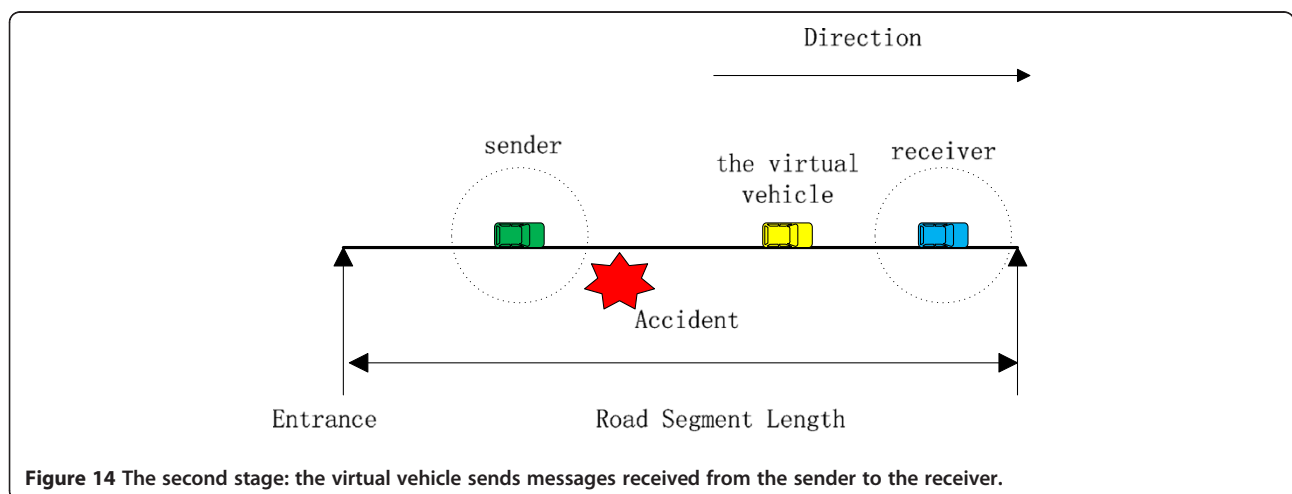 Direction
sender
the virtual
vehicle
receiver
Accident
Entrance
Road Segment Length
Figure 14 The second stage: the virtual vehicle sends messages received from the sender to the receiver.